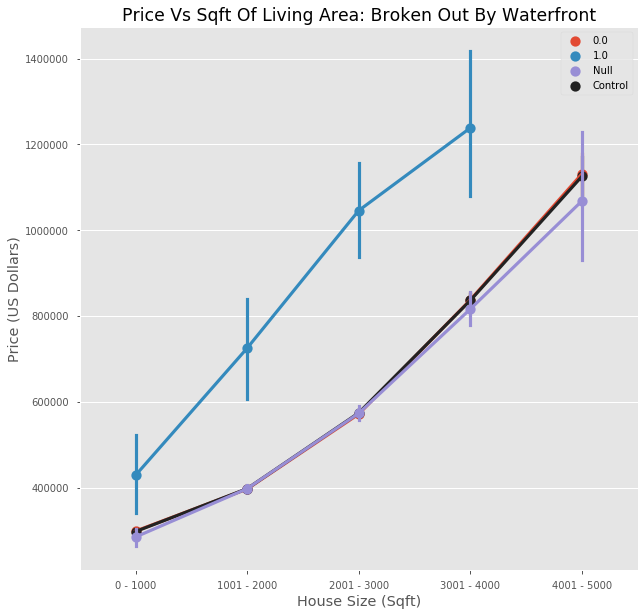 Price Vs Sqft Of Living Area: Broken Out By Waterfront
0.0
1.0
Null
Control
1400000
1200000
1000000
800000
600000
400000
Price (US Dollars)
0 - 1000
1001 - 2000
2001 - 3000
3001 - 4000
4001 - 5000
House Size (Sqft)